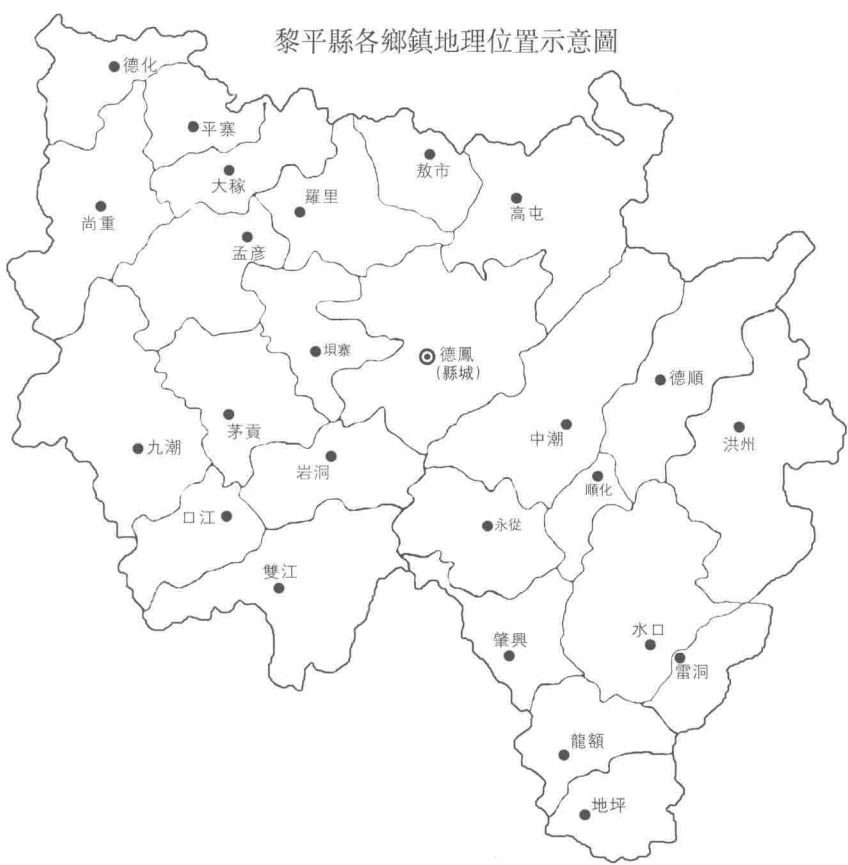 黎平縣各鄉鎮地理位置示意圖
德化
平寨
敖市
大稼
羅里
尚重
高屯
孟彥
埧寨
德鳳
(縣城)
德順
茅貢
中潮
洪州
九潮
岩洞
順化
口江
永從
雙江
水口
肇興
雷洞
龍額
地坪